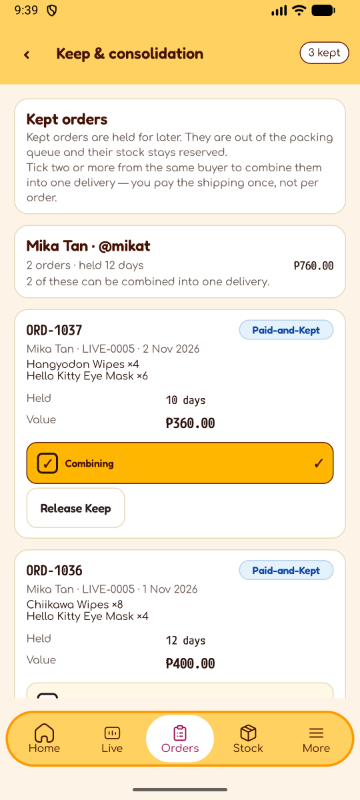 9:39
Keep & consolidation
3 kept
Kept orders
Kept orders are held for later. They are out of the packing
queue and their stock stays reserved.
Tick two or more from the same buyer to combine them
into one delivery — you pay the shipping once, not per
order.
Mika Tan · @mikat
2 orders · held 12 days
₱760.00
2 of these can be combined into one delivery.
ORD-1037
Paid-and-Kept
Mika Tan · LIVE-0005 · 2 Nov 2026
Hangyodon Wipes ×4
Hello Kitty Eye Mask ×6
Held
10 days
Value
₱360.00
Combining
Release Keep
ORD-1036
Paid-and-Kept
Mika Tan · LIVE-0005 · 1 Nov 2026
Chiikawa Wipes ×8
Hello Kitty Eye Mask ×4
Held
12 days
Value
₱400.00
Home
Live
Orders
Stock
More